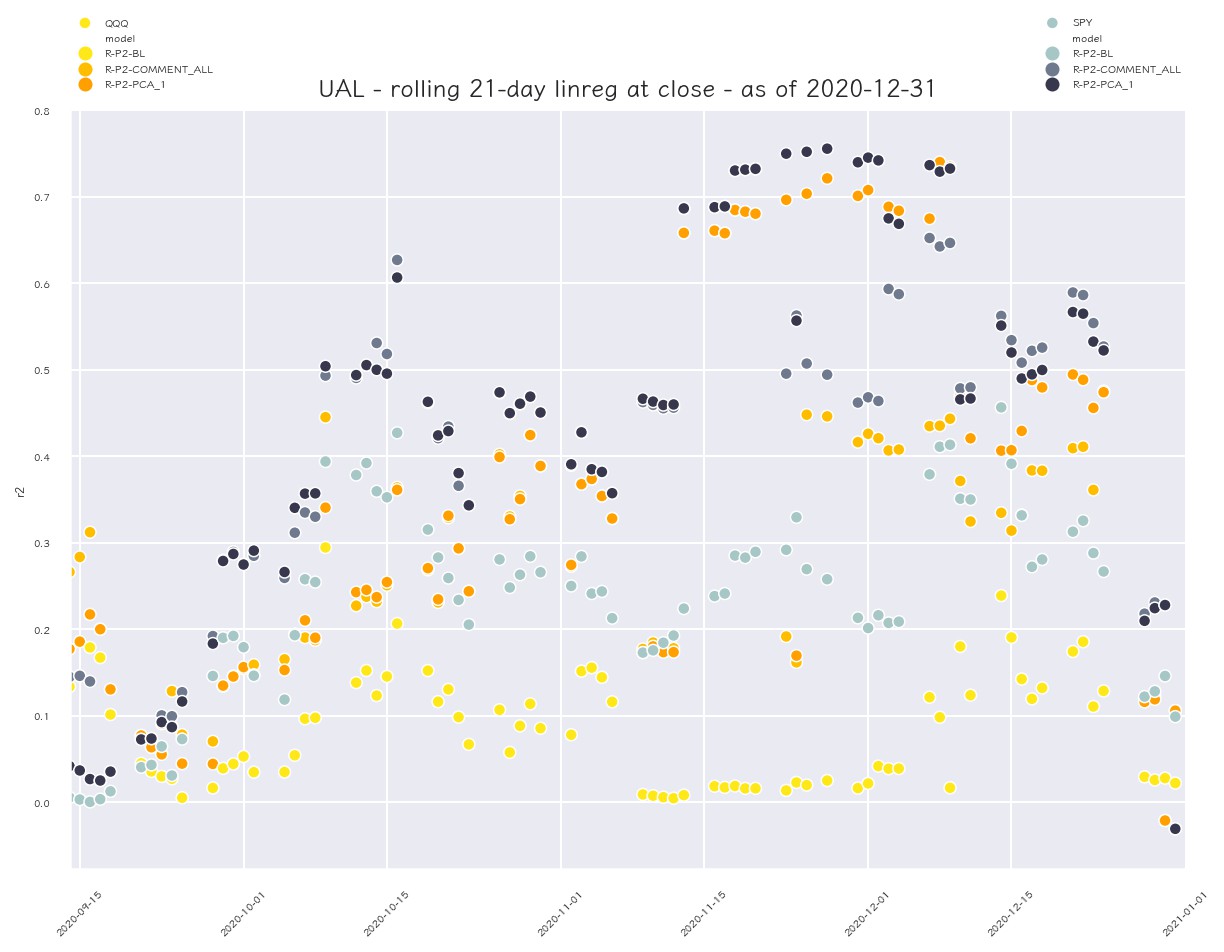 QQQ
model
R-P2-BL
R-P2-COMMENT_ALL
R-P2-PCA_1
SPY
model
R-P2-BL
R-P2-COMMENT_ALL
R-P2-PCA_1
UAL - rolling 21-day linreg at close - as of 2020-12-31
0.8
0.7
0.6
0.5
0.4
0.3
0.2
0.1
0.0
r2
2020-09-15
2020-10-01
2020-10-15
2020-11-01
2020-11-15
2020-12-01
2020-12-15
2021-01-01